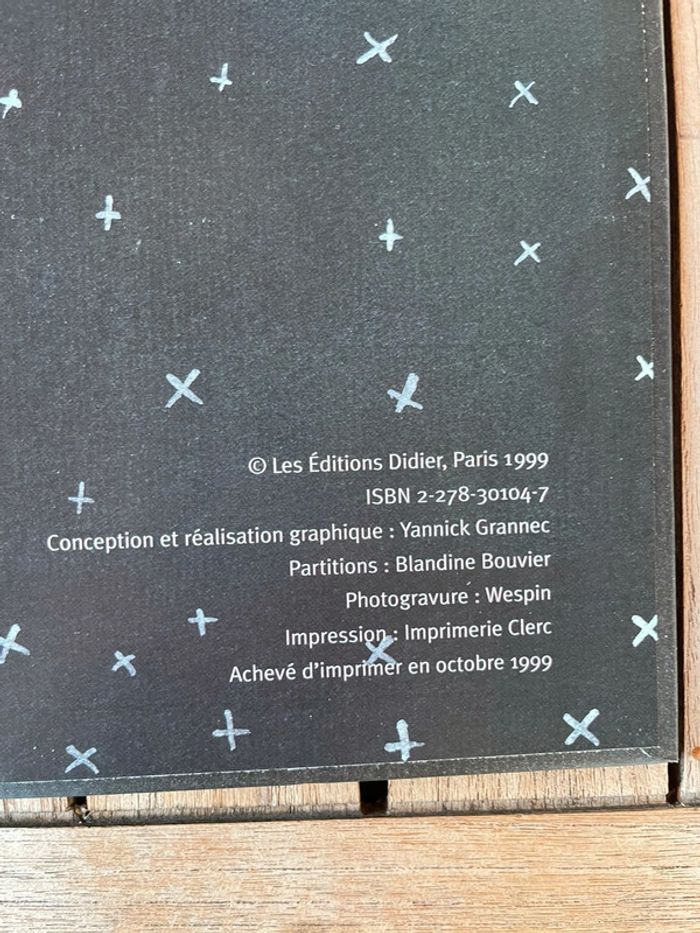 © Les Éditions Didier, Paris 1999
ISBN 2-278-30104-7
Conception et réalisation graphique : Yannick Grannec
Partitions : Blandine Bouvier
Photogravure : Wespin
Impression : Imprimerie Clerc
Achevé d'imprimer en octobre 1999